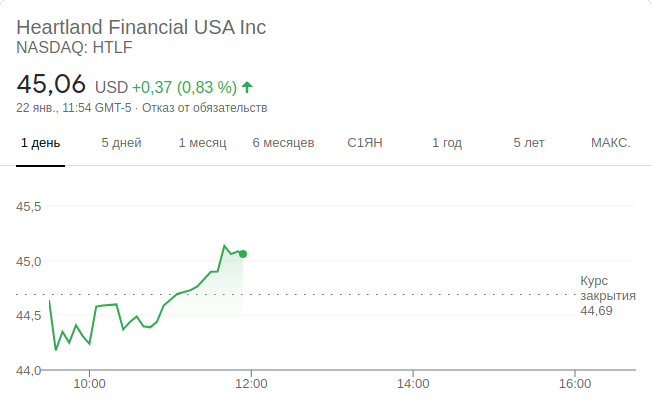 Heartland Financial USA Inc
NASDAQ: HTLF
45,06 USD +0,37 (0,83 %)
22 янв., 11:54 GMT-5 · Отказ от обязательств
1 день 5 дней 1 месяц 6 месяцев С1ЯН 1 год 5 лет МАКС.
45,5
45,0
Курс
закрытия
44,69
44,5
44,0
10:00 12:00 14:00 16:00